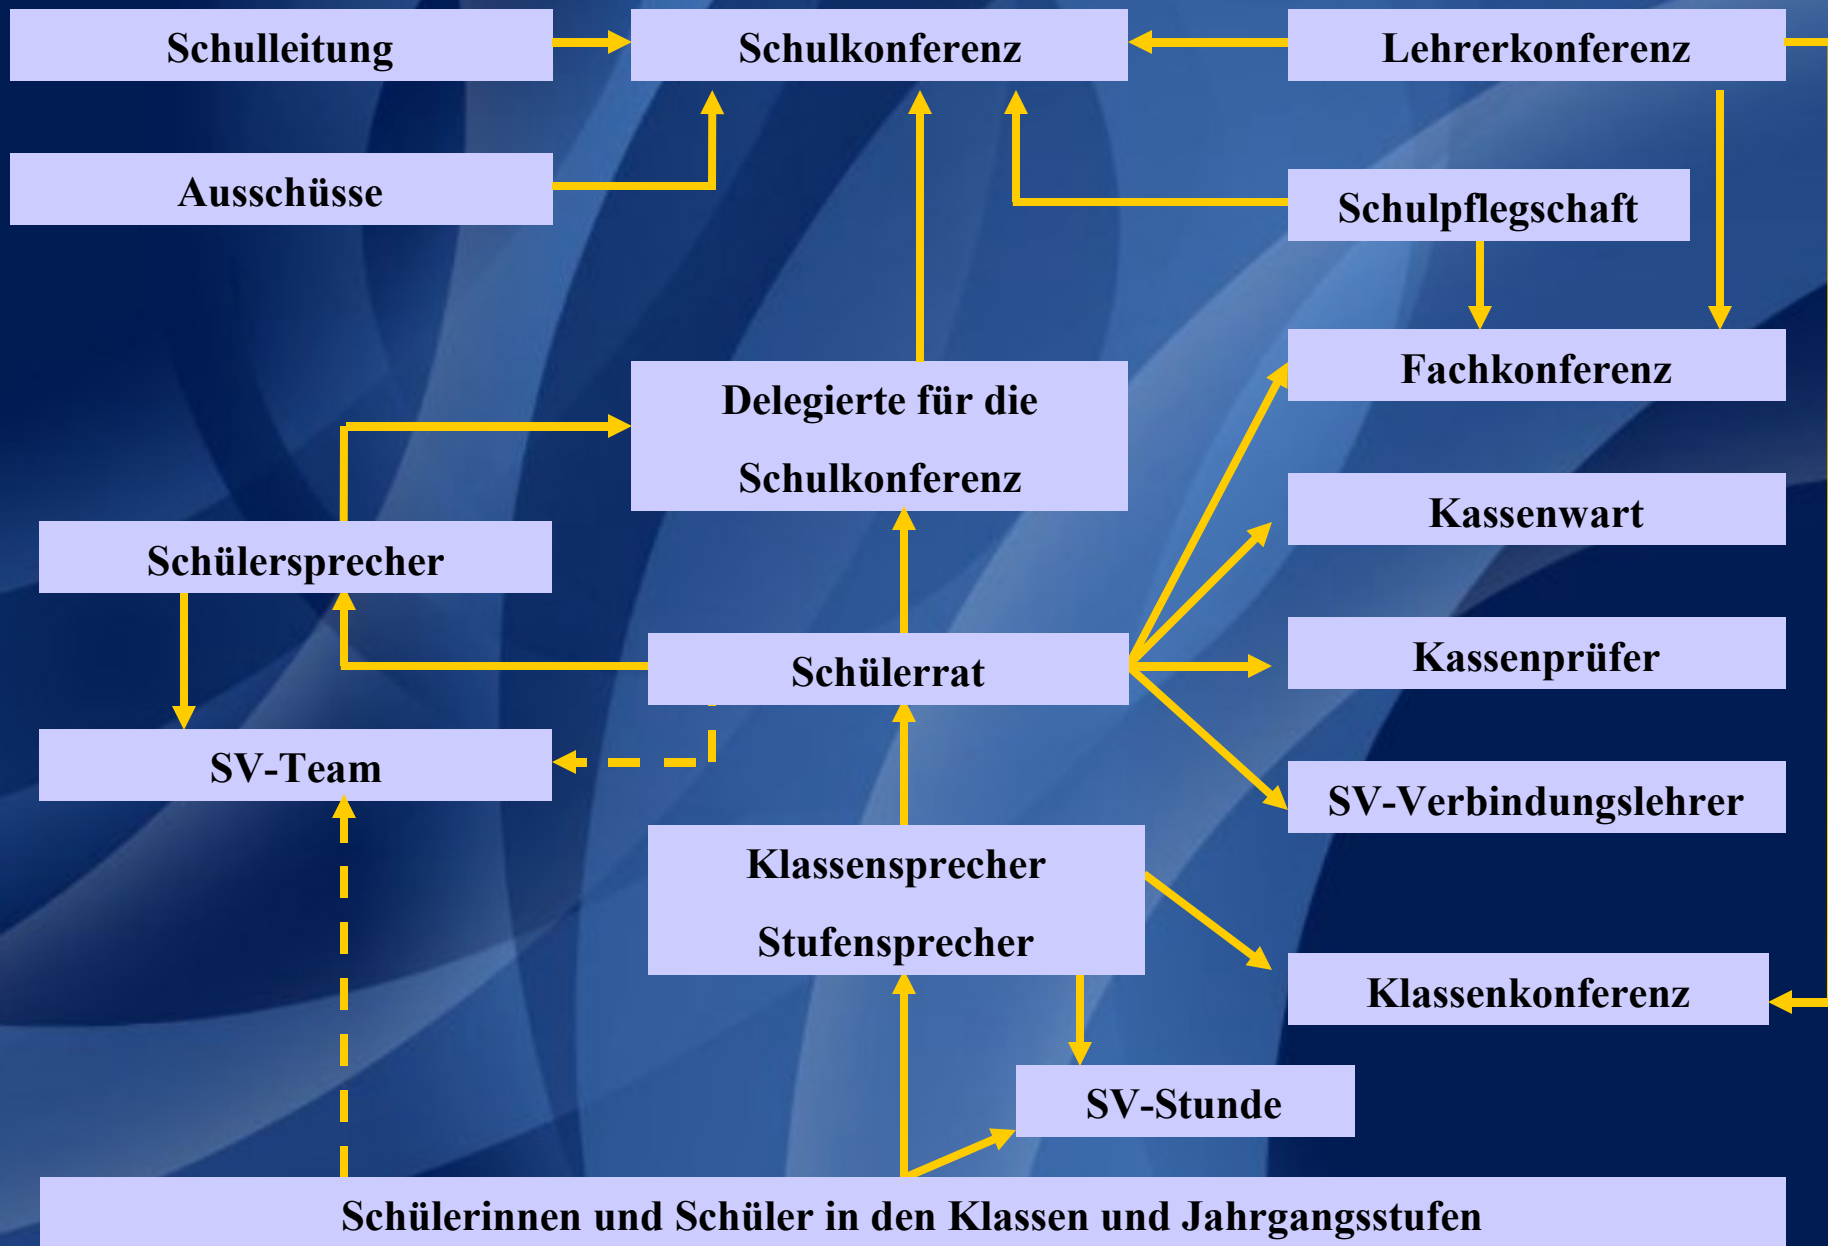 Schulleitung
Schulkonferenz
Lehrerkonferenz
Ausschüsse
Schulpflegschaft
Fachkonferenz
Delegierte für die
Schulkonferenz
Kassenwart
Schülersprecher
Kassenprüfer
Schülerrat
SV-Team
SV-Verbindungslehrer
Klassensprecher
Stufensprecher
Klassenkonferenz
SV-Stunde
Schülerinnen und Schüler in den Klassen und Jahrgangsstufen